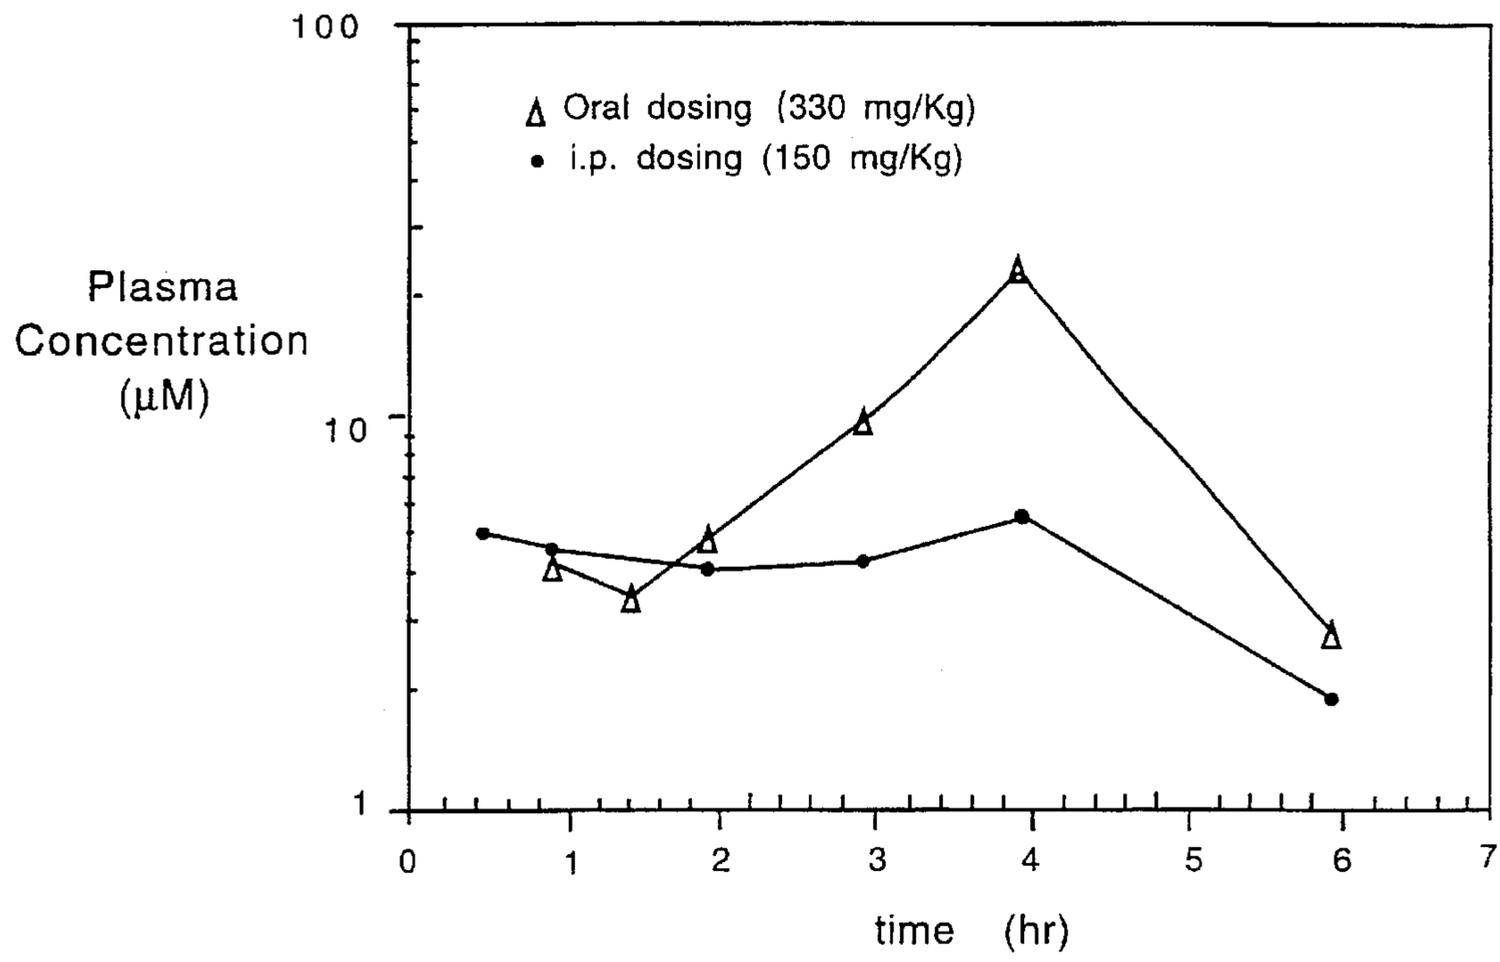 100
Δ Oral dosing (330 mg/Kg)
• i.p. dosing (150 mg/Kg)
Plasma
Concentration
(μM)
10
1
0 1 2 3 4 5 6 7
time (hr)